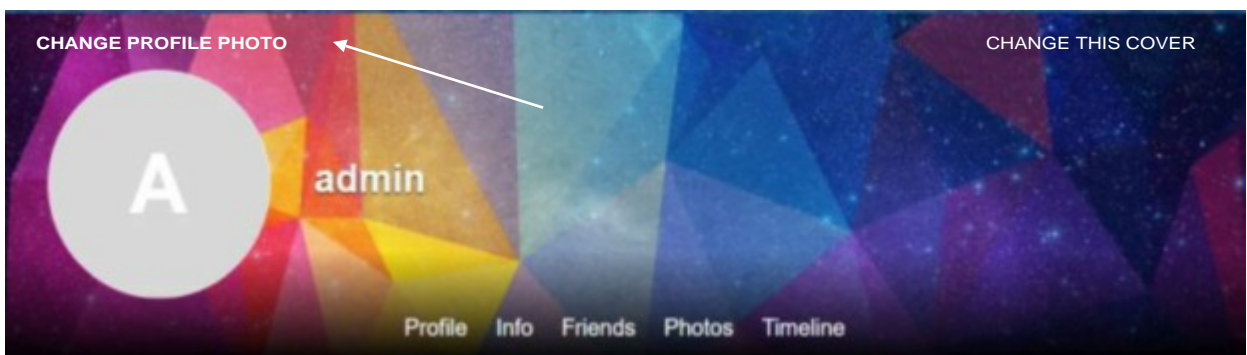 CHANGE PROFILE PHOTO
CHANGE THIS COVER
A
admin
Profile Info Friends Photos Timeline